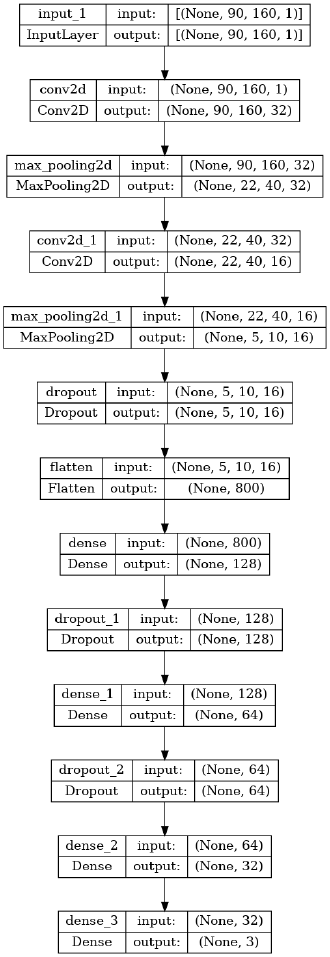 input_1 input: [(None, 90, 160, 1)]
InputLayer output: [(None, 90, 160, 1)]
conv2d input: (None, 90, 160, 1)
Conv2D output: (None, 90, 160, 32)
max_pooling2d input: (None, 90, 160, 32)
MaxPooling2D output: (None, 22, 40, 32)
conv2d_1 input: (None, 22, 40, 32)
Conv2D output: (None, 22, 40, 16)
max_pooling2d_1 input: (None, 22, 40, 16)
MaxPooling2D output: (None, 5, 10, 16)
dropout input: (None, 5, 10, 16)
Dropout output: (None, 5, 10, 16)
flatten input: (None, 5, 10, 16)
Flatten output: (None, 800)
dense input: (None, 800)
Dense output: (None, 128)
dropout_1 input: (None, 128)
Dropout output: (None, 128)
dense_1 input: (None, 128)
Dense output: (None, 64)
dropout_2 input: (None, 64)
Dropout output: (None, 64)
dense_2 input: (None, 64)
Dense output: (None, 32)
dense_3 input: (None, 32)
Dense output: (None, 3)